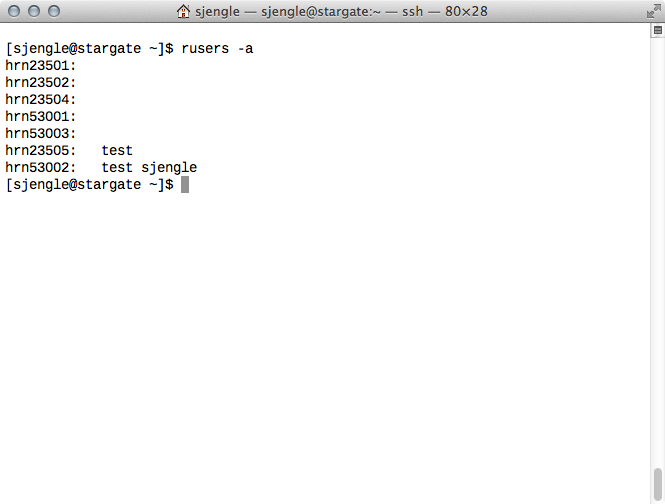 sjengle — sjengle@stargate:~ — ssh — 80×28
[sjengle@stargate ~]$ rusers -a
hrn23501:
hrn23502:
hrn23504:
hrn53001:
hrn53003:
hrn23505:   test
hrn53002:   test sjengle
[sjengle@stargate ~]$